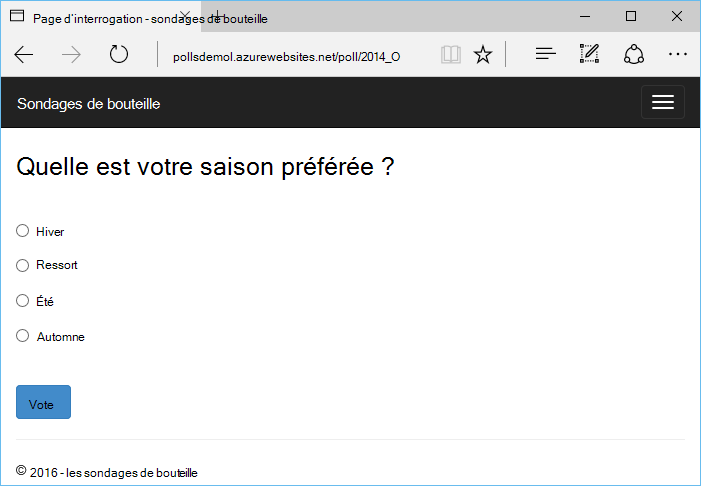 Page d'interrogation - sondages de bouteille
pollsdemol.azurewebsites.net/poll/2014_O
Sondages de bouteille
Quelle est votre saison préférée ?
Hiver
Ressort
Été
Automne
Vote
© 2016 - les sondages de bouteille